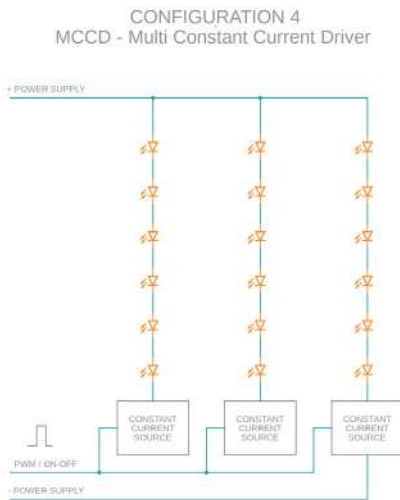 CONFIGURATION 4
MCCD - Multi Constant Current Driver
+ POWER SUPPLY
CONSTANT
CURRENT
SOURCE
CONSTANT
CURRENT
SOURCE
CONSTANT
CURRENT
SOURCE
PWM / ON-OFF
- POWER SUPPLY